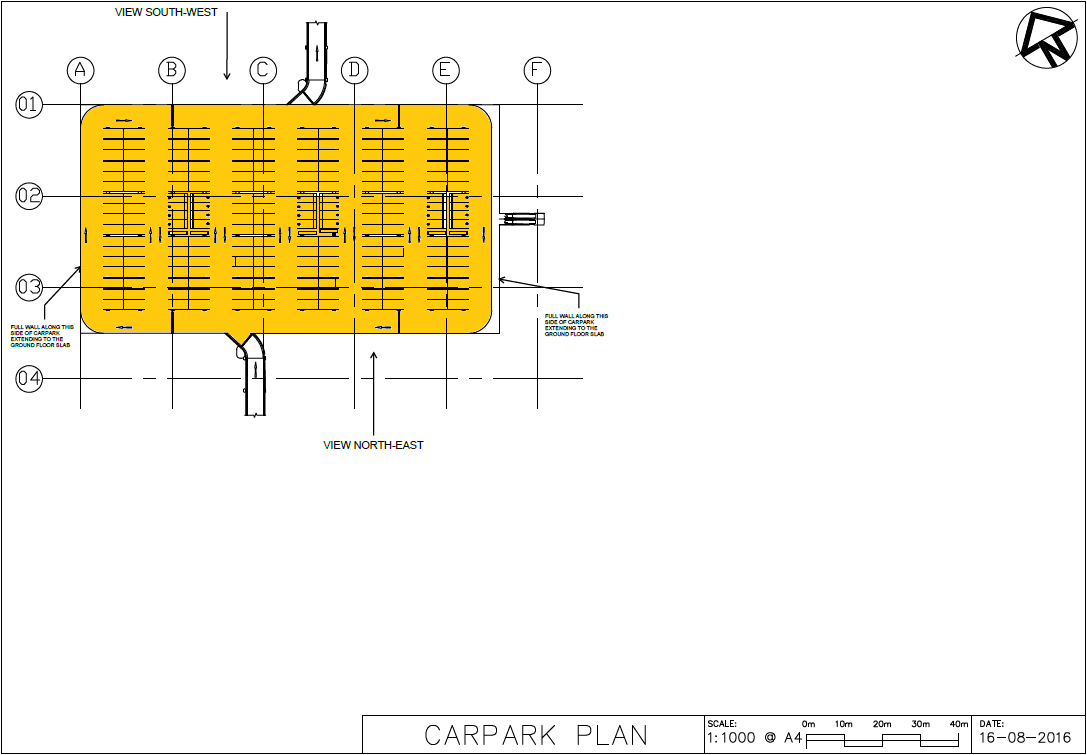 VIEW SOUTH-WEST
N
A
B
C
D
E
F
01
02
03
04
FULL WALL ALONG THIS
SIDE OF CARPARK
EXTENDING TO THE
GROUND FLOOR SLAB
FULL WALL ALONG THIS
SIDE OF CARPARK
EXTENDING TO THE
GROUND FLOOR SLAB
VIEW NORTH-EAST
CARPARK PLAN
SCALE:
1:1000 @ A4
0m 10m 20m 30m 40m
DATE:
16-08-2016